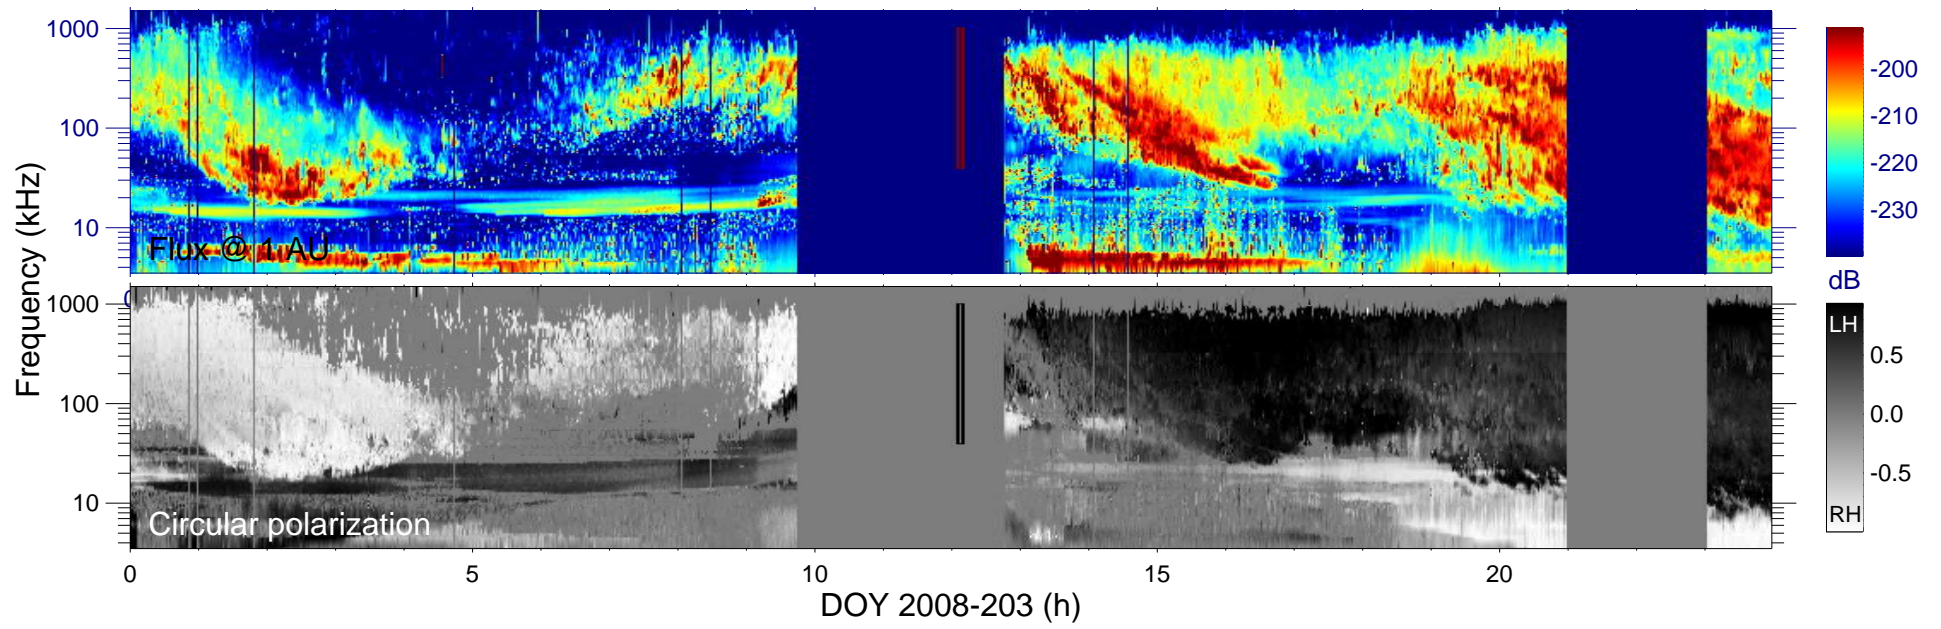 1000
100
10
Flux @ 1 AU
-200
-210
-220
-230
dB
0
1000
100
10
Circular polarization
Frequency (kHz)
LH
0.5
0.0
-0.5
RH
0
5
10
15
20
DOY 2008-203 (h)